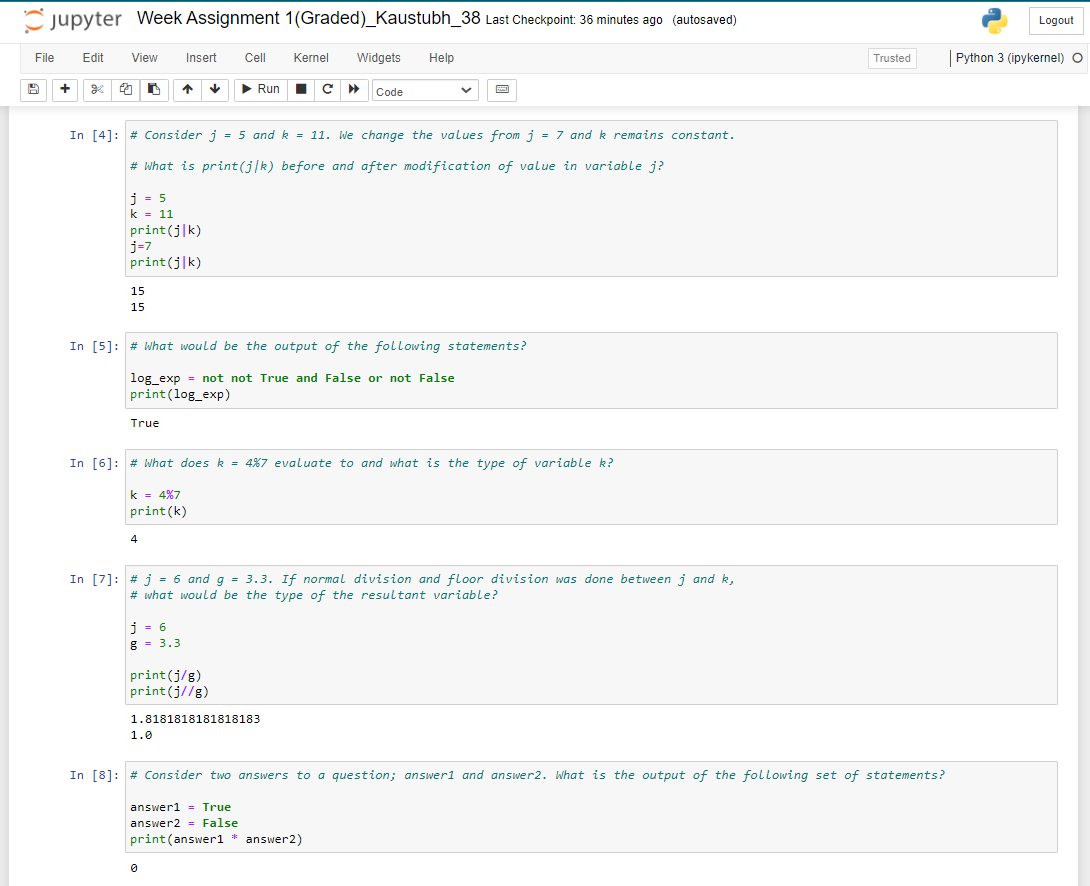 jupyter Week Assignment 1(Graded)_Kaustubh_38 Last Checkpoint: 36 minutes ago (autosaved) Logout
File Edit View Insert Cell Kernel Widgets Help Trusted Python 3 (ipykernel)
Run Code
In [4]: # Consider j = 5 and k = 11. We change the values from j = 7 and k remains constant.
# What is print(j|k) before and after modification of value in variable j?
j = 5
k = 11
print(j|k)
j=7
print(j|k)
15
15
In [5]: # What would be the output of the following statements?
log_exp = not not True and False or not False
print(log_exp)
True
In [6]: # What does k = 4%7 evaluate to and what is the type of variable k?
k = 4%7
print(k)
4
In [7]: # j = 6 and g = 3.3. If normal division and floor division was done between j and k,
# what would be the type of the resultant variable?
j = 6
g = 3.3
print(j/g)
print(j//g)
1.8181818181818183
1.0
In [8]: # Consider two answers to a question; answer1 and answer2. What is the output of the following set of statements?
answer1 = True
answer2 = False
print(answer1 * answer2)
0